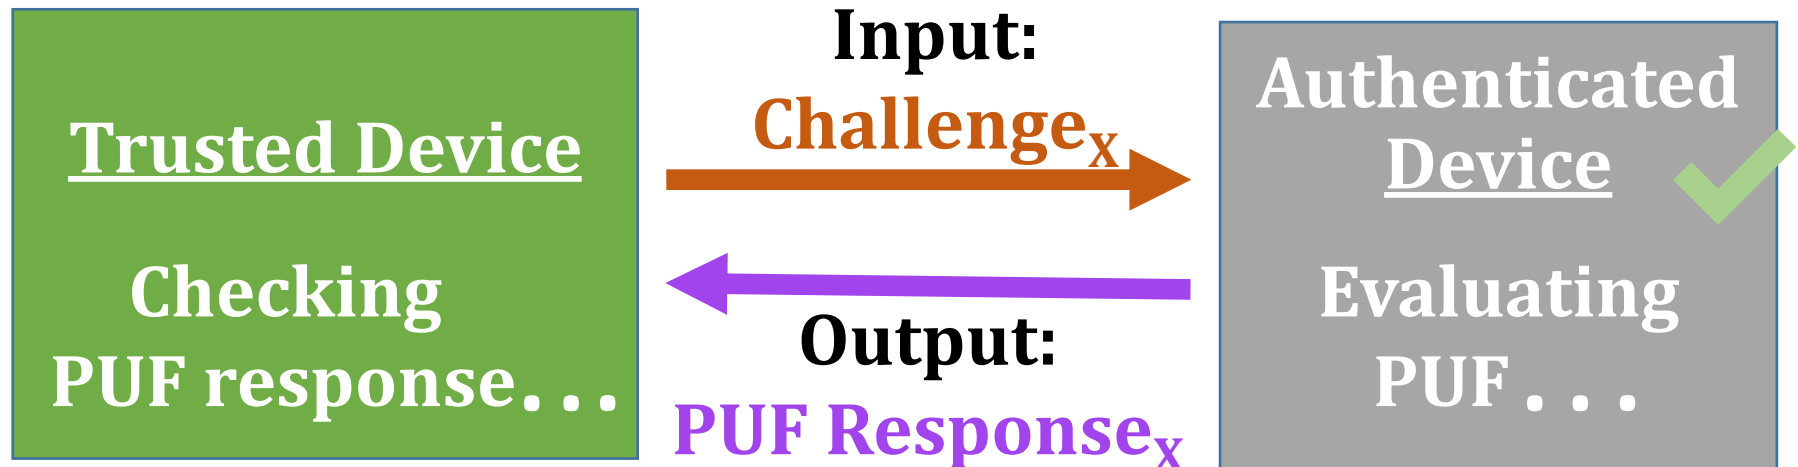 Trusted Device
Checking
PUF response...
Input:
Challengeₓ
Output:
PUF Responseₓ
Authenticated
Device
Evaluating
PUF...